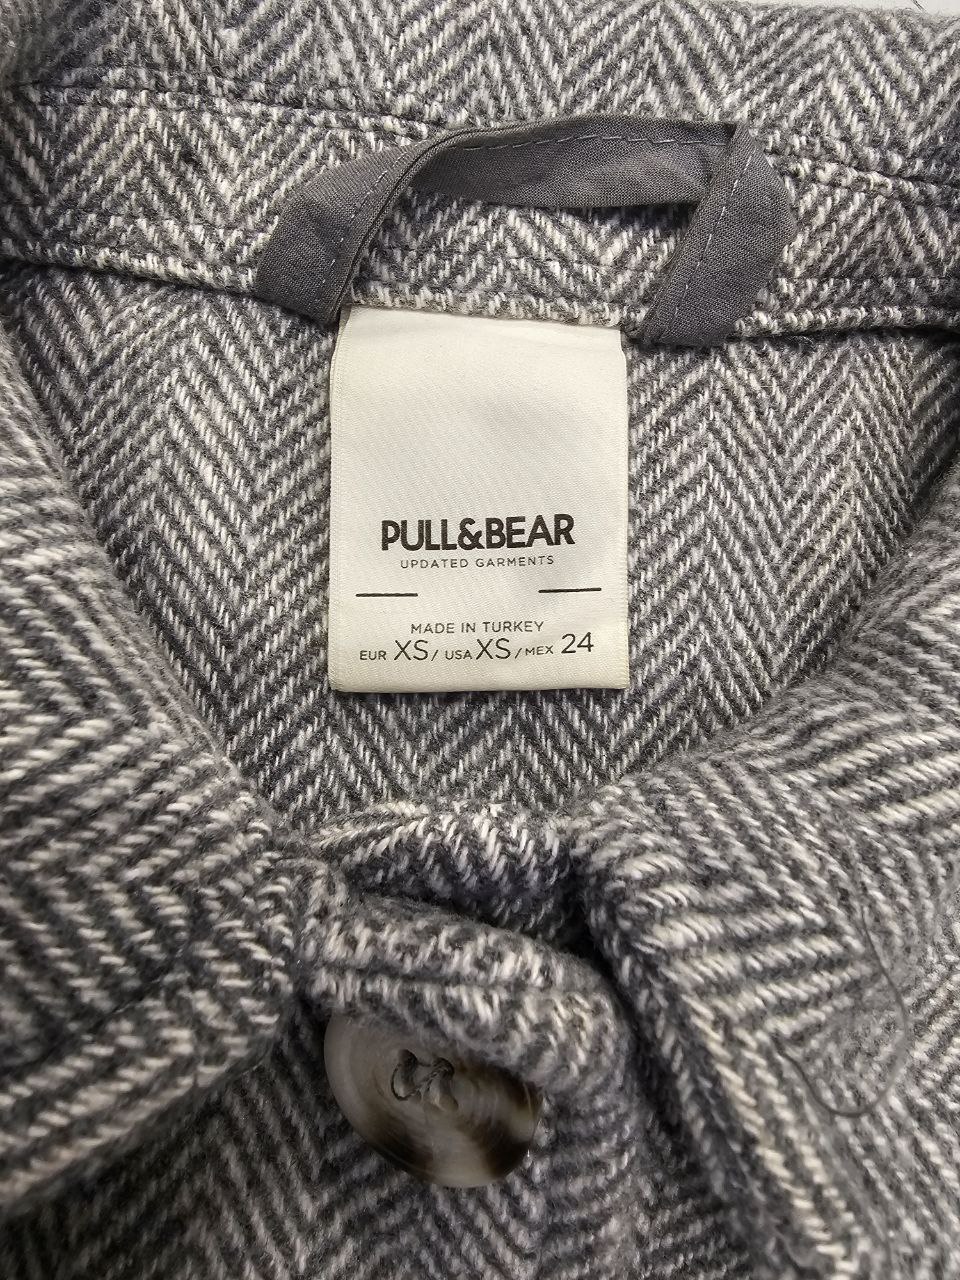 PULL&BEAR
UPDATED GARMENTS
MADE IN TURKEY
EUR XS / USA XS / MEX 24